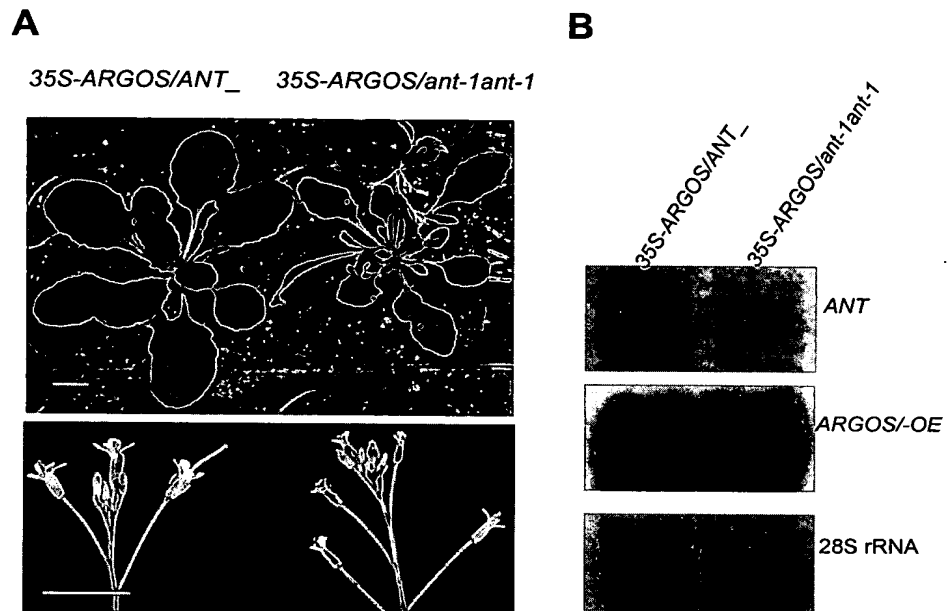 A
35S-ARGOS/ANT_ 35S-ARGOS/ant-1ant-1
B
35S-ARGOS/ANT_
35S-ARGOS/ant-1ant-1
ANT
ARGOS/-OE
28S rRNA